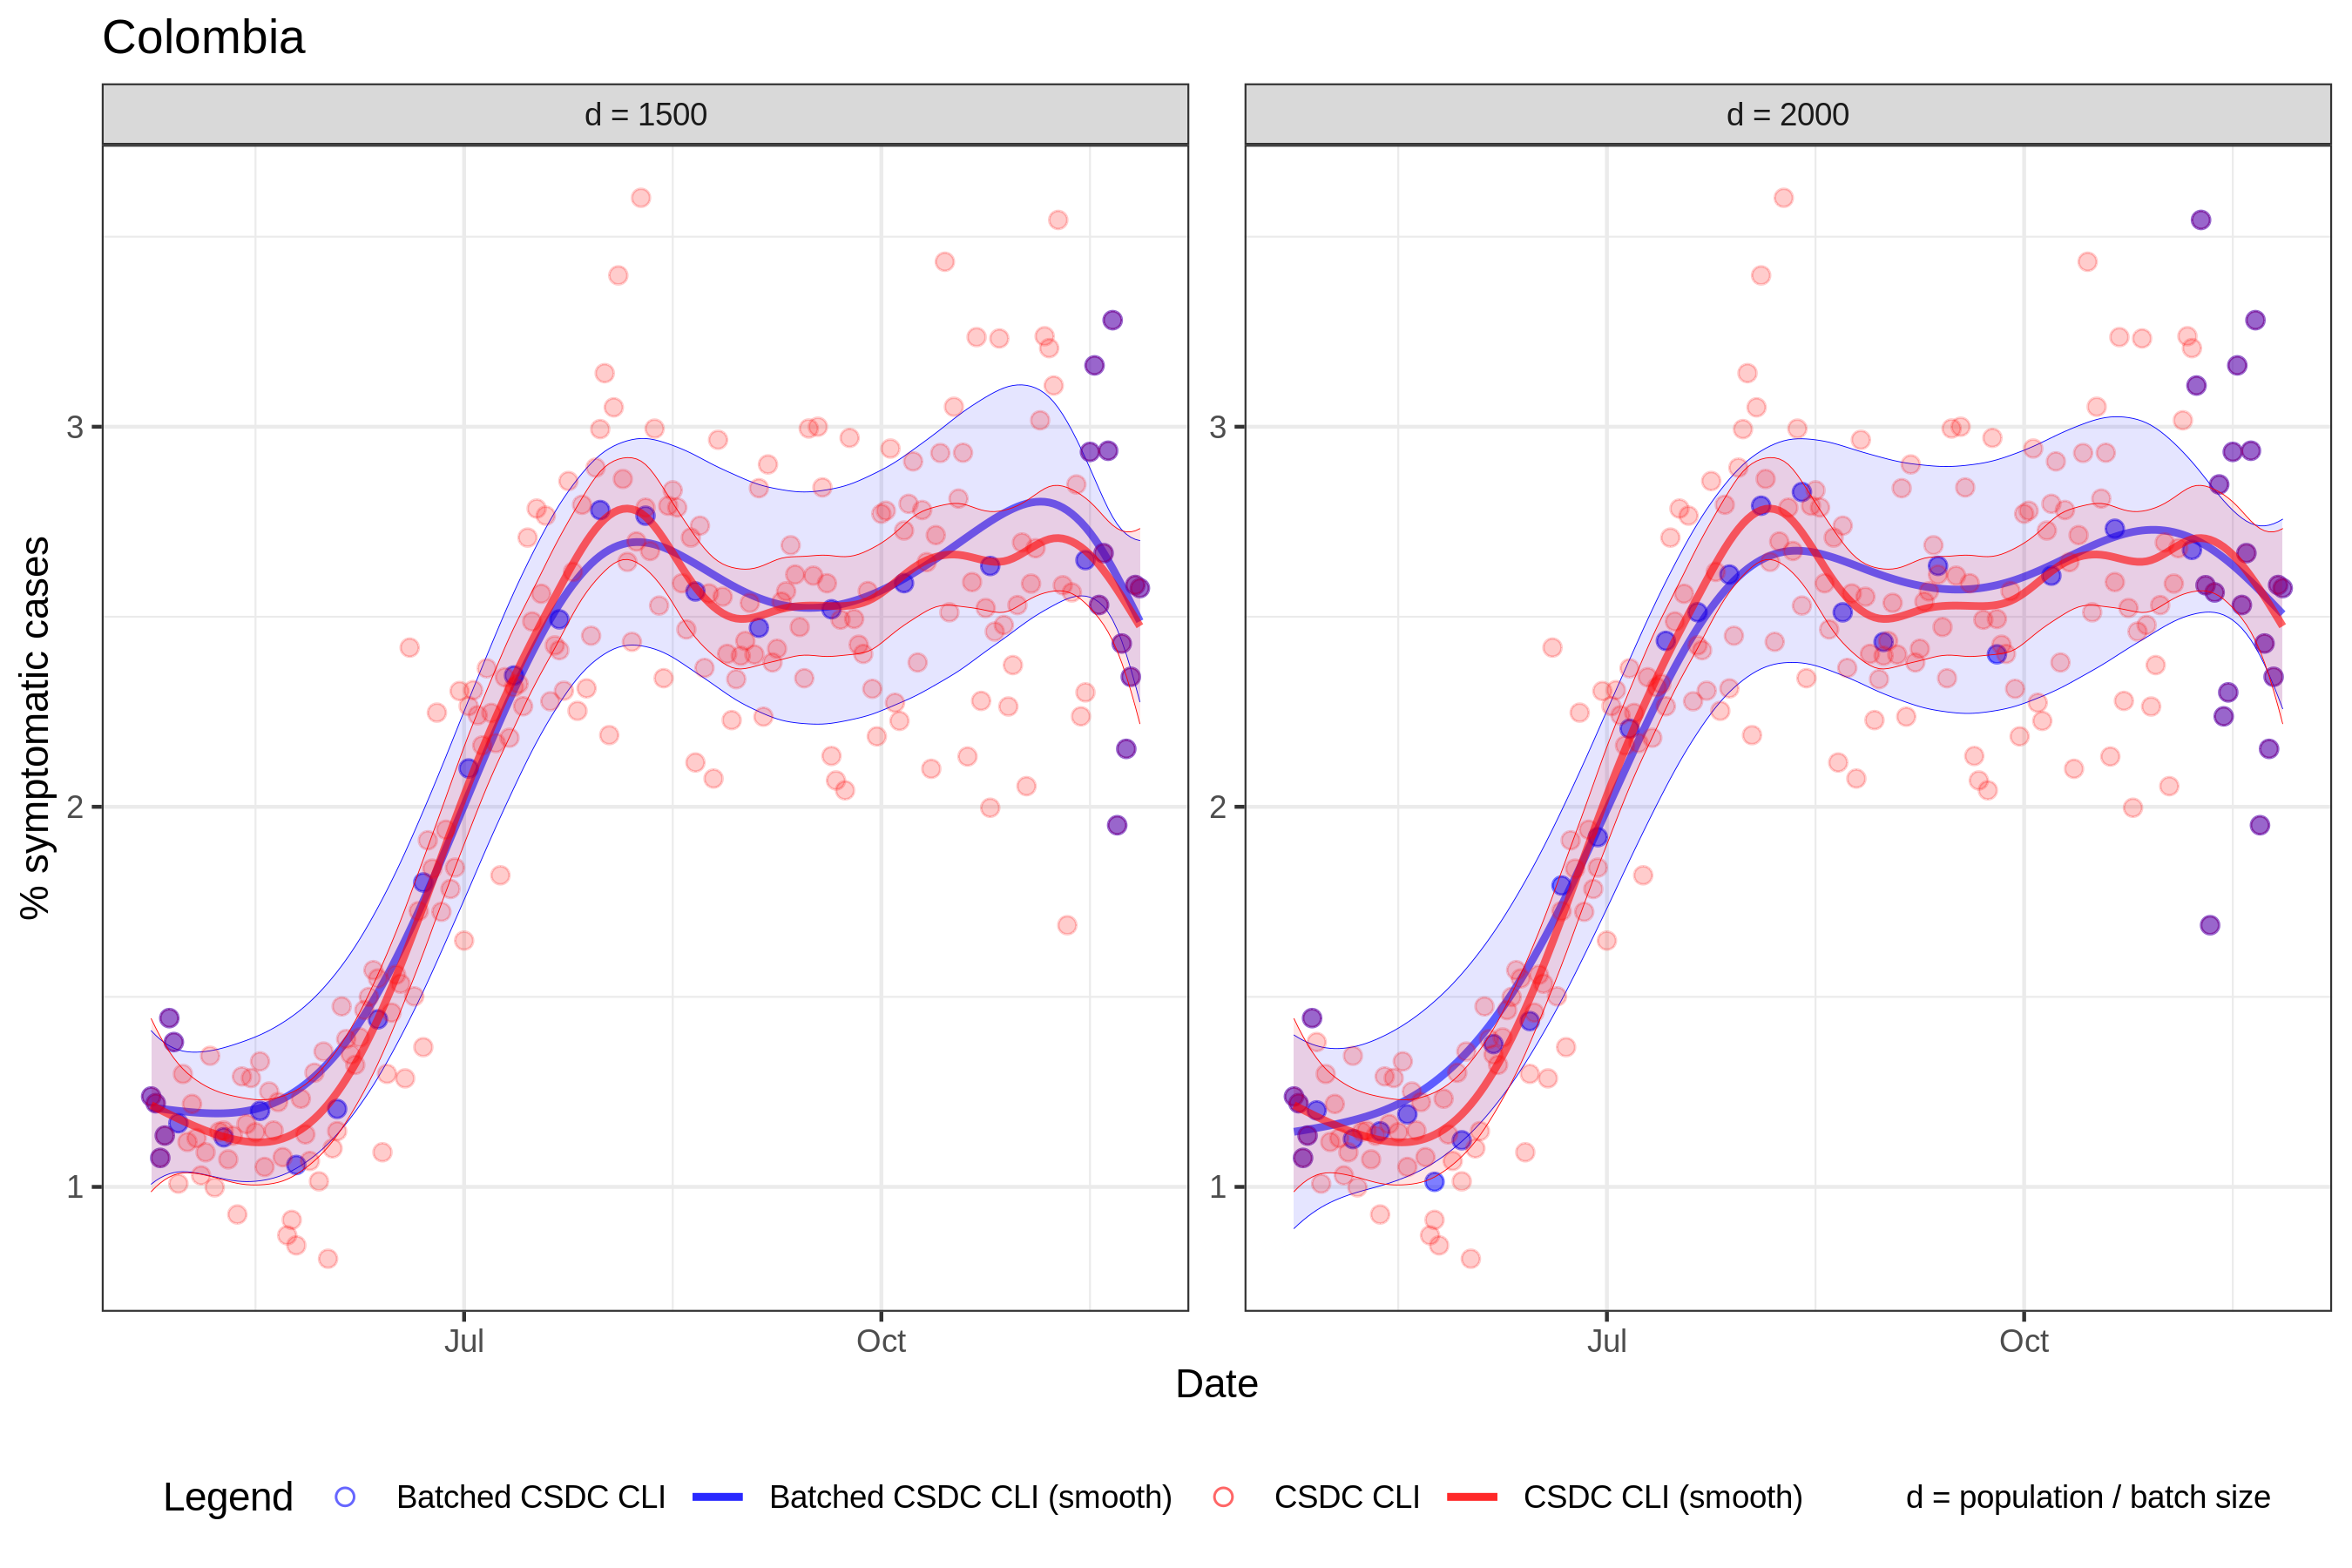 Colombia
d = 1500
d = 2000
% symptomatic cases
3
2
1
3
2
1
Jul
Oct
Jul
Oct
Date
Legend
Batched CSDC CLI
Batched CSDC CLI (smooth)
CSDC CLI
CSDC CLI (smooth)
d = population / batch size